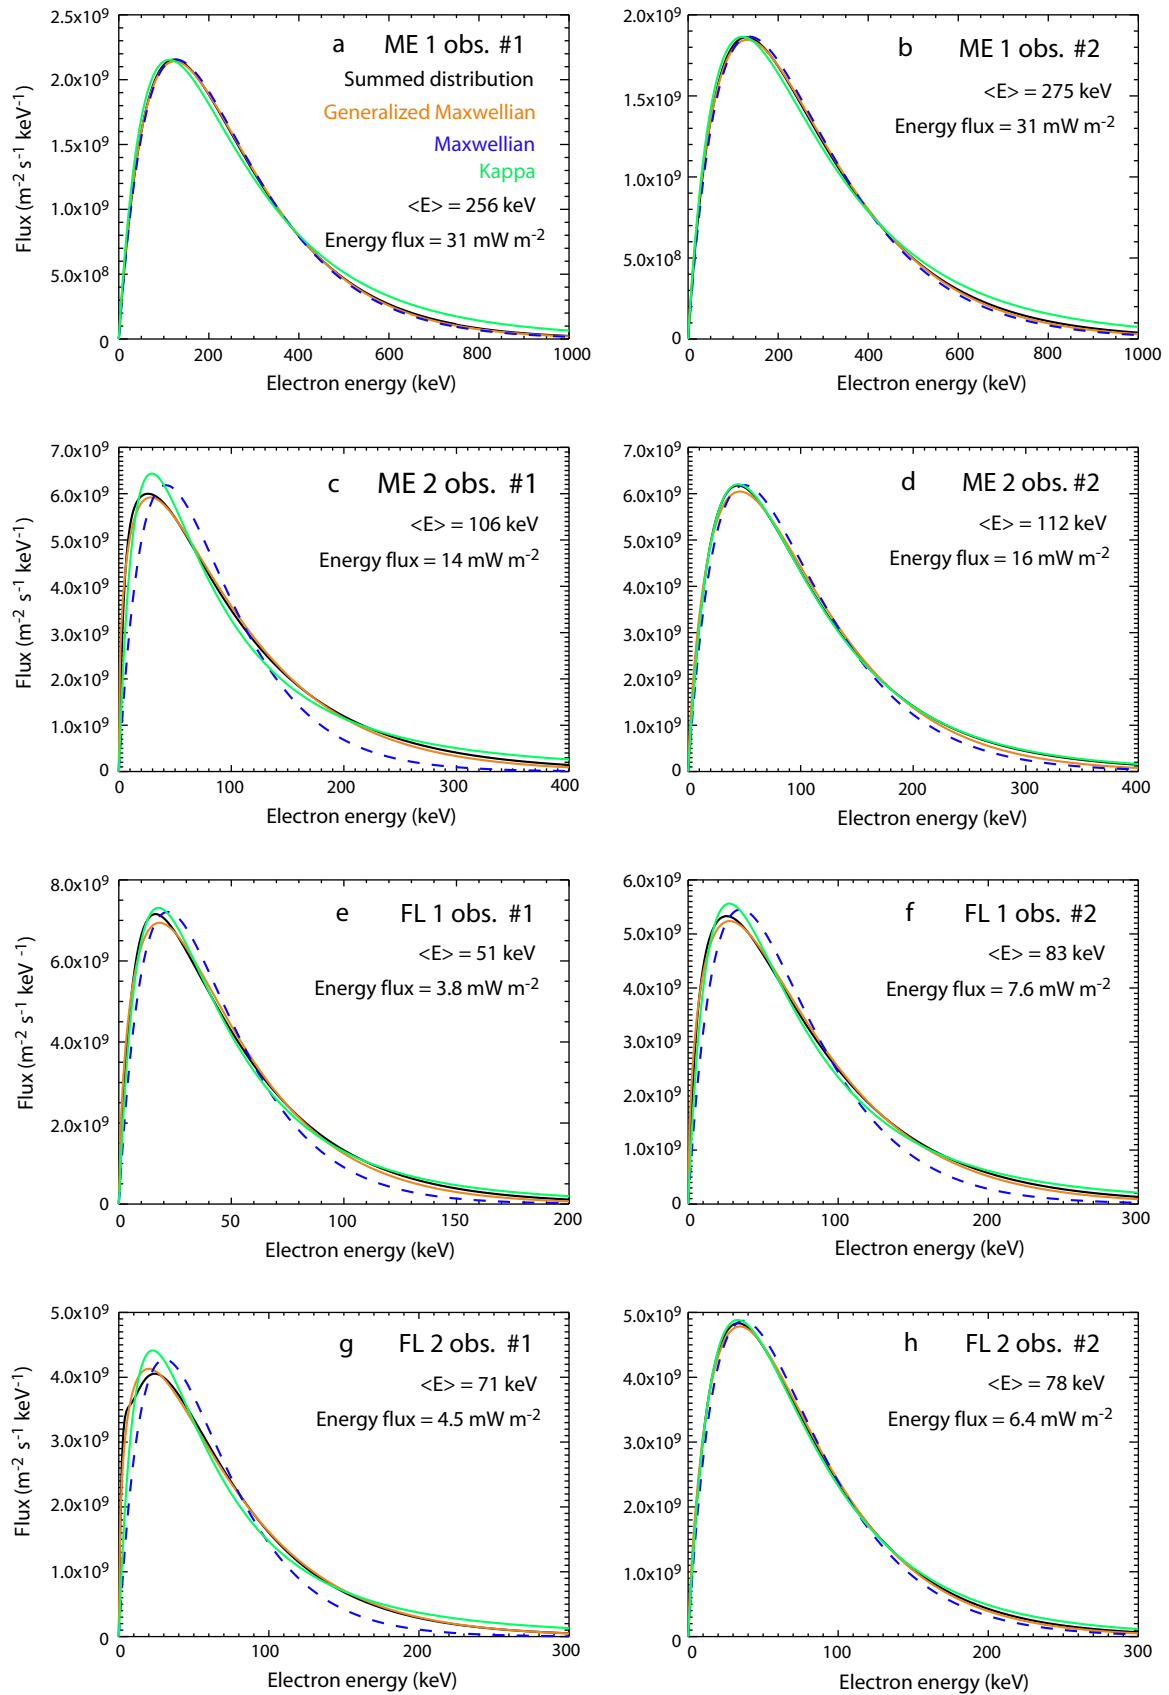 a ME 1 obs. #1
Summed distribution
Generalized Maxwellian
Maxwellian
Kappa
<E> = 256 keV
Energy flux = 31 mW m-2
Flux (m-2 s-1 keV-1)
2.5x10⁹
2.0x10⁹
1.5x10⁹
1.0x10⁹
5.0x10⁸
0
0 200 400 600 800 1000
Electron energy (keV)
b ME 1 obs. #2
<E> = 275 keV
Energy flux = 31 mW m-2
2.0x10⁹
1.5x10⁹
1.0x10⁹
5.0x10⁸
0
0 200 400 600 800 1000
Electron energy (keV)
c ME 2 obs. #1
<E> = 106 keV
Energy flux = 14 mW m-2
Flux (m-2 s-1 keV-1)
7.0x10⁹
6.0x10⁹
5.0x10⁹
4.0x10⁹
3.0x10⁹
2.0x10⁹
1.0x10⁹
0
0 100 200 300 400
Electron energy (keV)
d ME 2 obs. #2
<E> = 112 keV
Energy flux = 16 mW m-2
7.0x10⁹
6.0x10⁹
5.0x10⁹
4.0x10⁹
3.0x10⁹
2.0x10⁹
1.0x10⁹
0
0 100 200 300 400
Electron energy (keV)
e FL 1 obs. #1
<E> = 51 keV
Energy flux = 3.8 mW m-2
Flux (m-2 s-1 keV -1)
8.0x10⁹
6.0x10⁹
4.0x10⁹
2.0x10⁹
0
0 50 100 150 200
Electron energy (keV)
f FL 1 obs. #2
<E> = 83 keV
Energy flux = 7.6 mW m-2
6.0x10⁹
5.0x10⁹
4.0x10⁹
3.0x10⁹
2.0x10⁹
1.0x10⁹
0
0 100 200 300
Electron energy (keV)
g FL 2 obs. #1
<E> = 71 keV
Energy flux = 4.5 mW m-2
Flux (m-2 s-1 keV-1)
5.0x10⁹
4.0x10⁹
3.0x10⁹
2.0x10⁹
1.0x10⁹
0
0 100 200 300
Electron energy (keV)
h FL 2 obs. #2
<E> = 78 keV
Energy flux = 6.4 mW m-2
5.0x10⁹
4.0x10⁹
3.0x10⁹
2.0x10⁹
1.0x10⁹
0
0 100 200 300
Electron energy (keV)